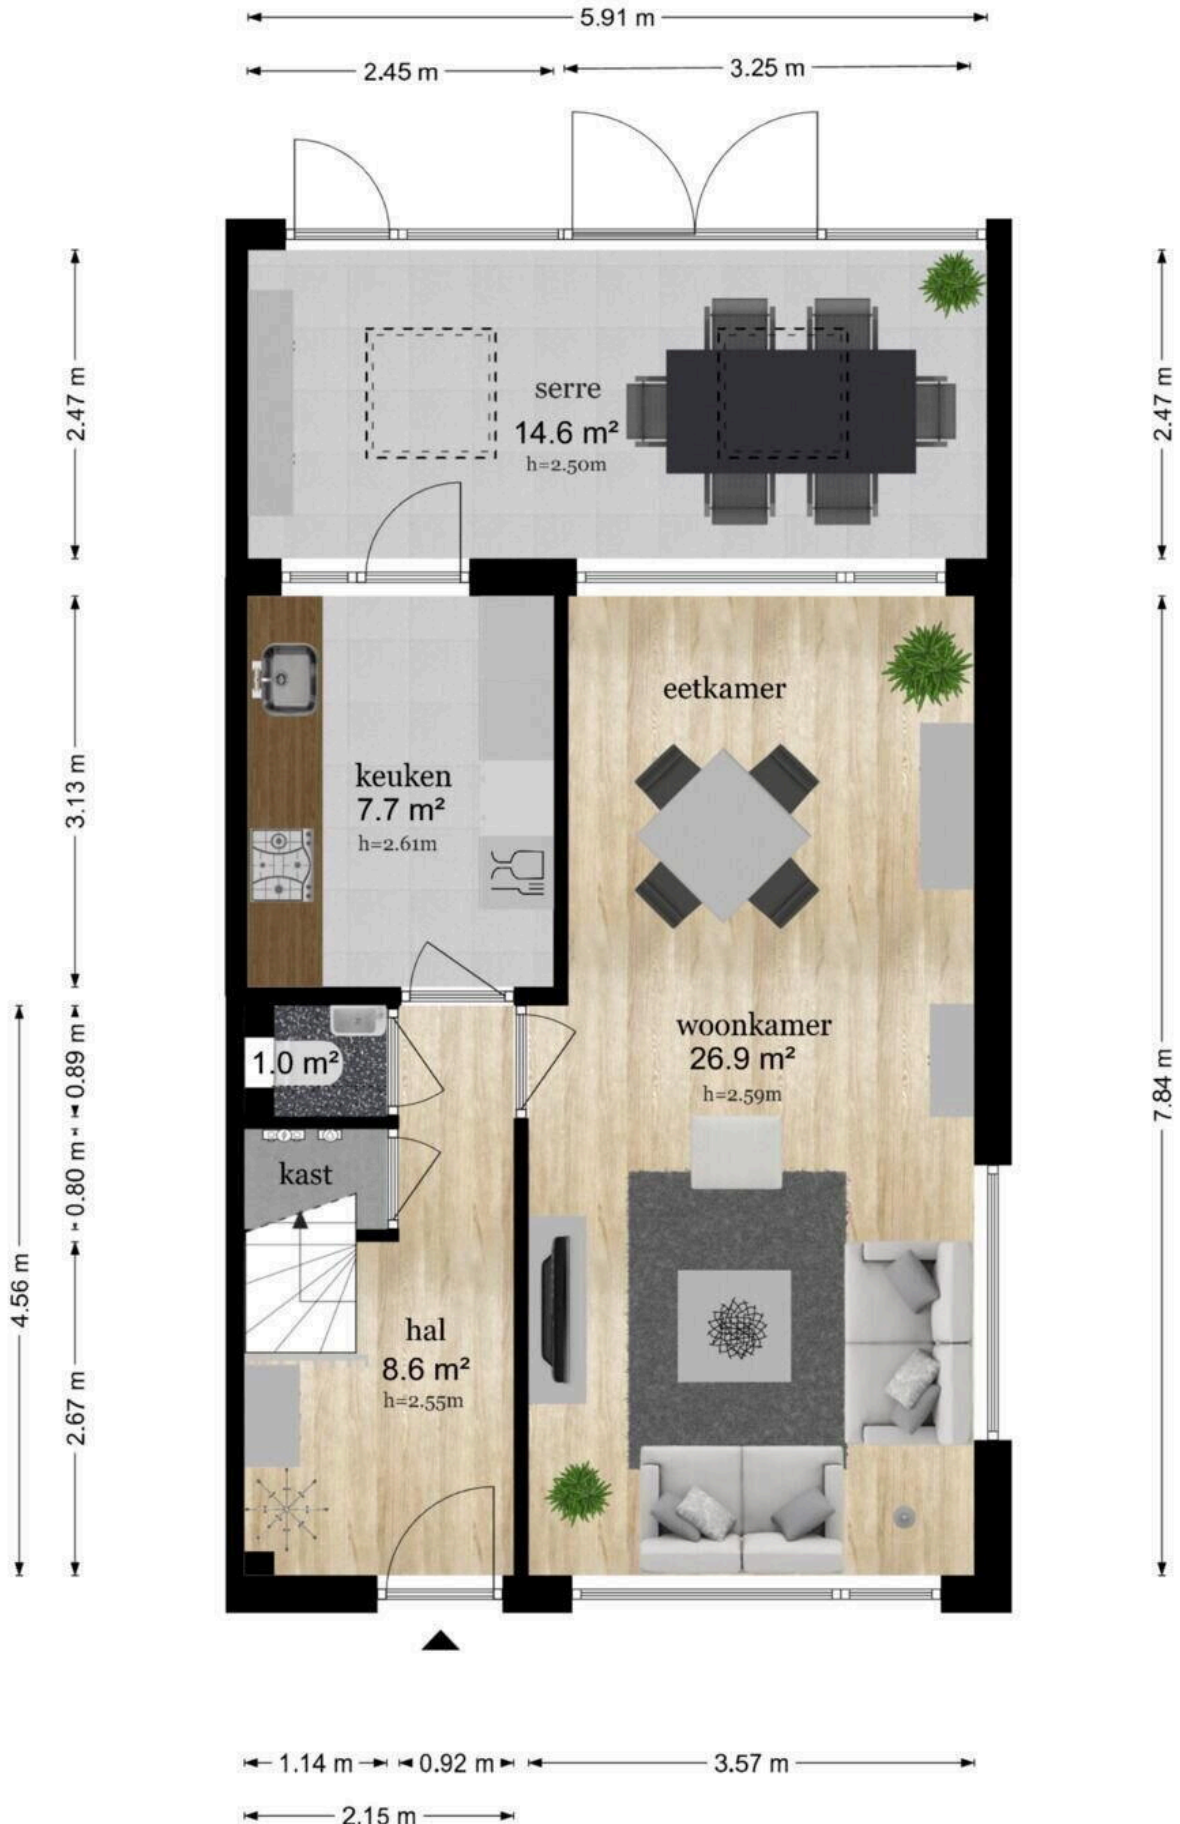 5.91 m
2.45 m
3.25 m
2.47 m
2.47 m
serre
14.6 m²
h=2.50m
eetkamer
keuken
7.7 m²
h=2.61m
3.13 m
woonkamer
26.9 m²
h=2.59m
1.0 m²
0.89 m
7.84 m
0.80 m
kast
4.56 m
hal
8.6 m²
h=2.55m
2.67 m
1.14 m
0.92 m
3.57 m
2.15 m